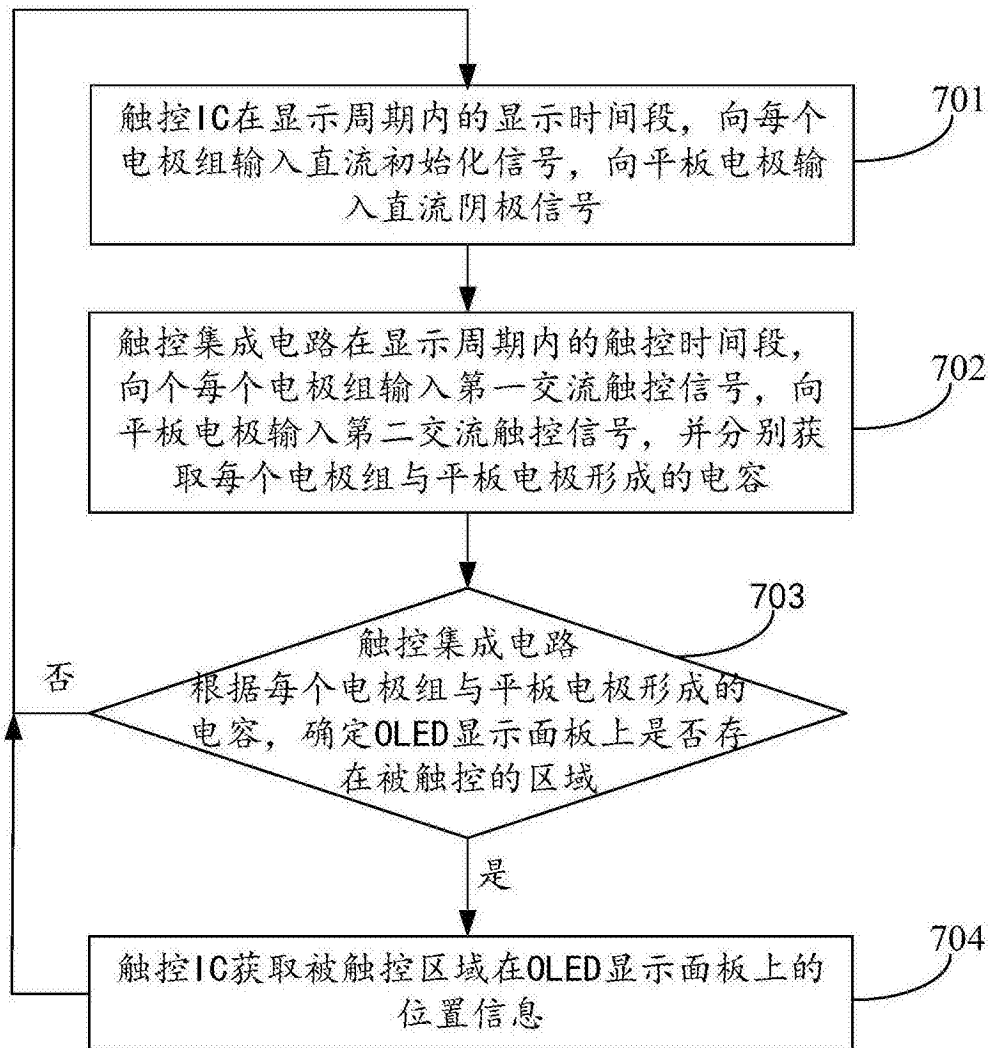 触控IC在显示周期内的显示时间段，向每个
电极组输入直流初始化信号，向平板电极输
入直流阴极信号
701
触控集成电路在显示周期内的触控时间段，
向个每个电极组输入第一交流触控信号，向
平板电极输入第二交流触控信号，并分别获
取每个电极组与平板电极形成的电容
702
703
触控集成电路
根据每个电极组与平板电极形成的
电容，确定OLED显示面板上是否存
在被触控的区域
否
是
触控IC获取被触控区域在OLED显示面板上的
位置信息
704